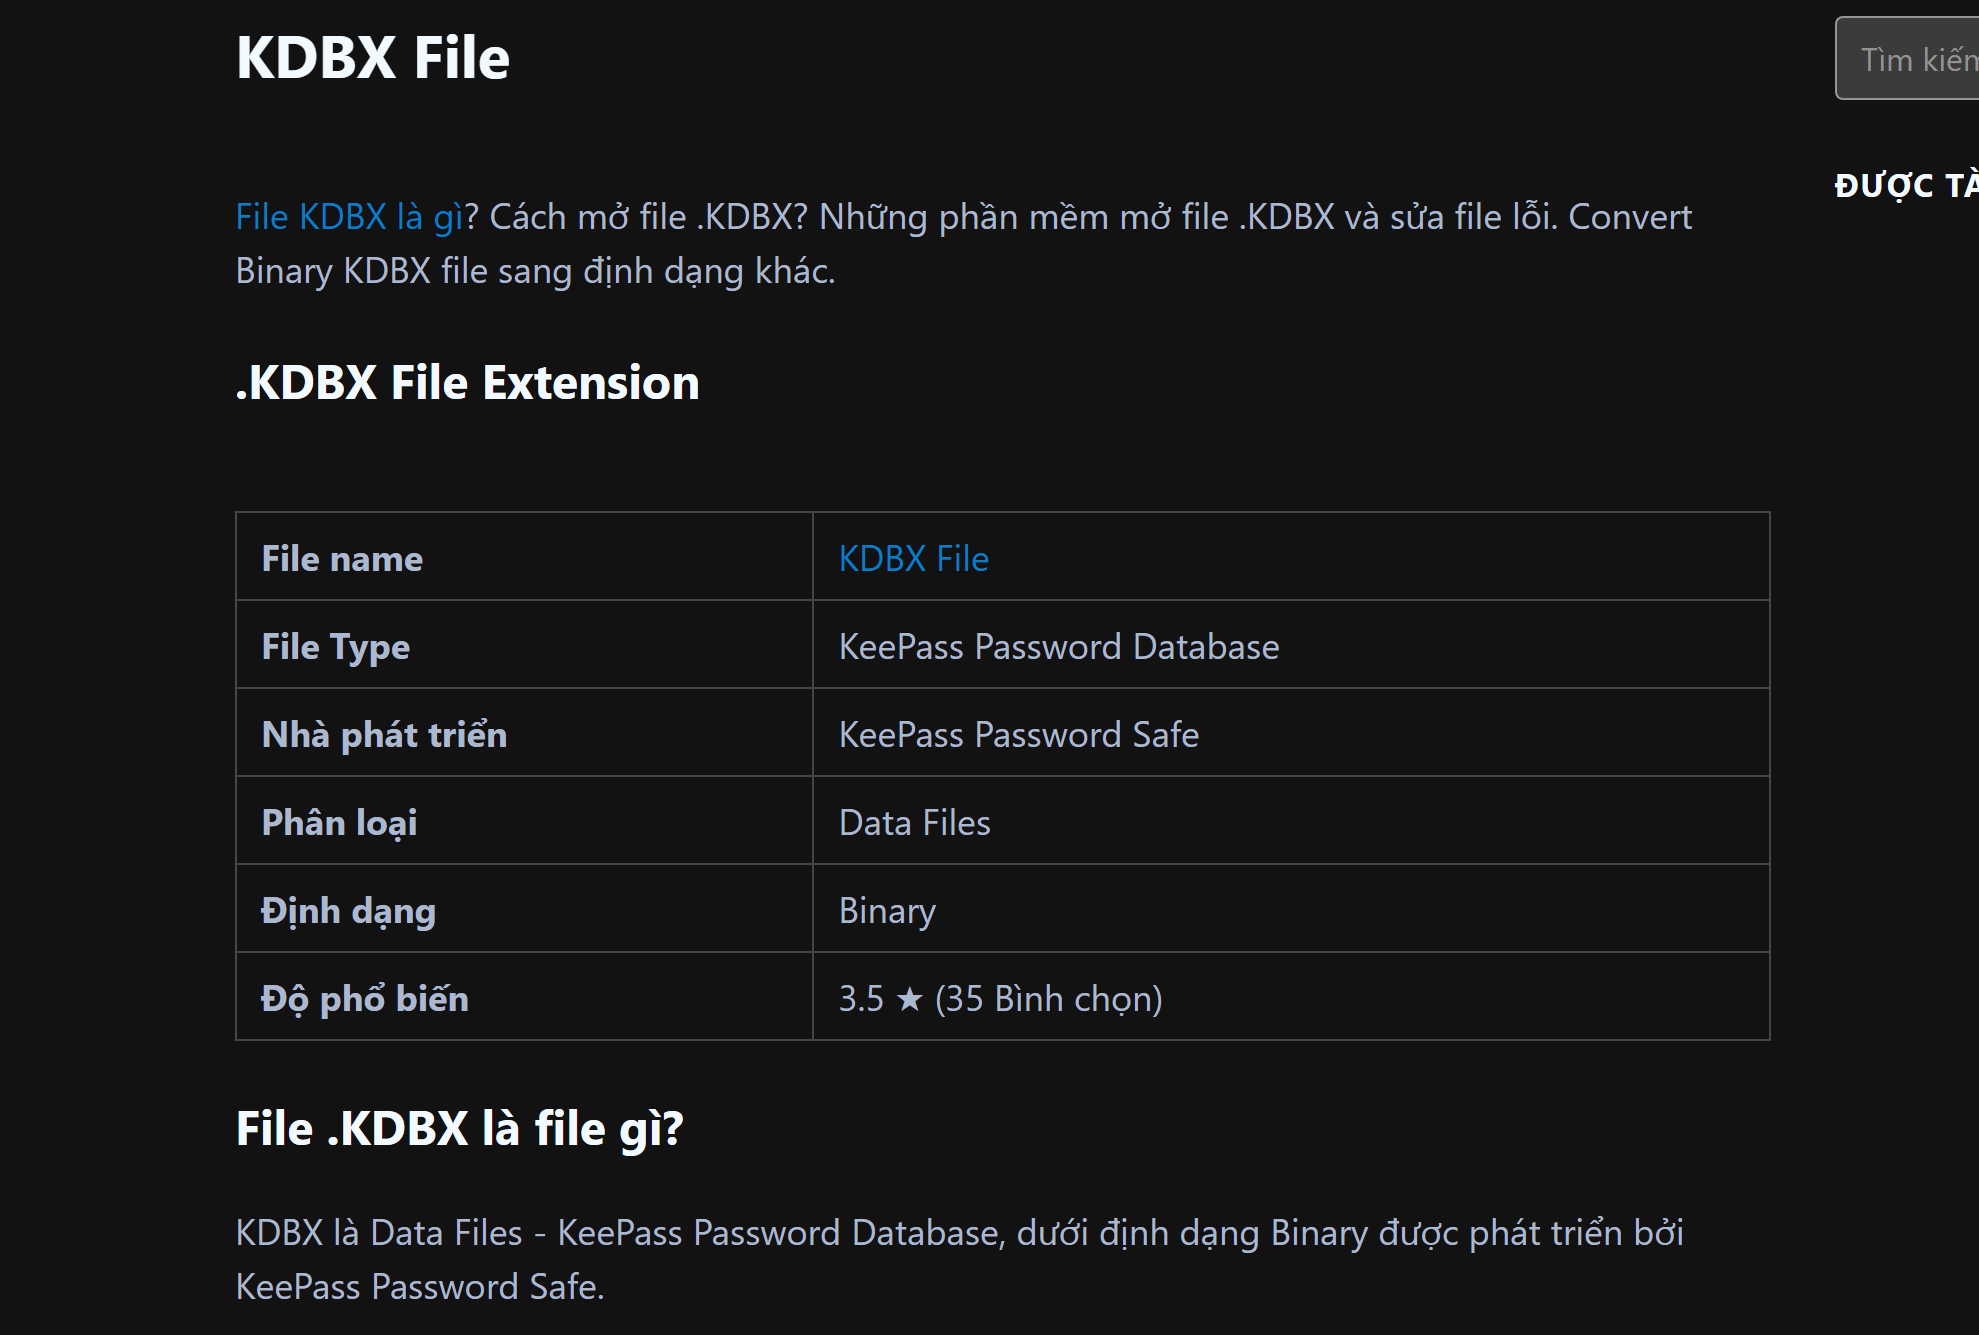 KDBX File
Tìm kiếm
ĐƯỢC TÀ
File KDBX là gì? Cách mở file .KDBX? Những phần mềm mở file .KDBX và sửa file lỗi. Convert
Binary KDBX file sang định dạng khác.
.KDBX File Extension
File name KDBX File
File Type KeePass Password Database
Nhà phát triển KeePass Password Safe
Phân loại Data Files
Định dạng Binary
Độ phổ biến 3.5 ★ (35 Bình chọn)
File .KDBX là file gì?
KDBX là Data Files - KeePass Password Database, dưới định dạng Binary được phát triển bởi
KeePass Password Safe.